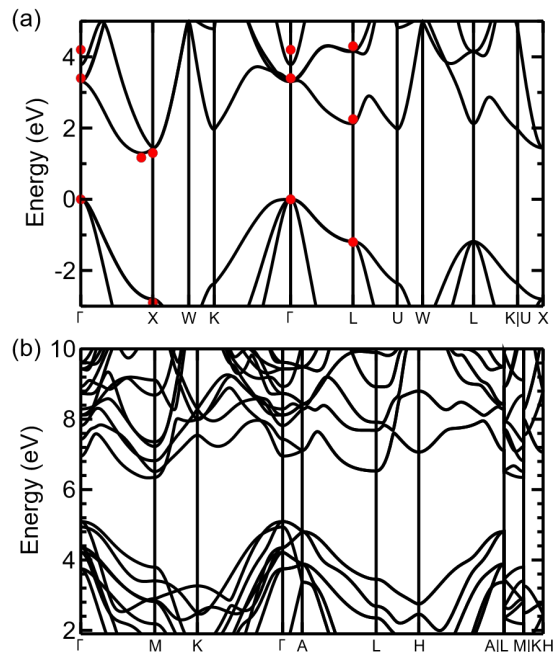 (a)
Energy (eV)
4
2
0
-2
Γ X W K Γ L U W L K|U X
(b)
Energy (eV)
10
8
6
4
2
Γ M K Γ A L H A|L M|K H